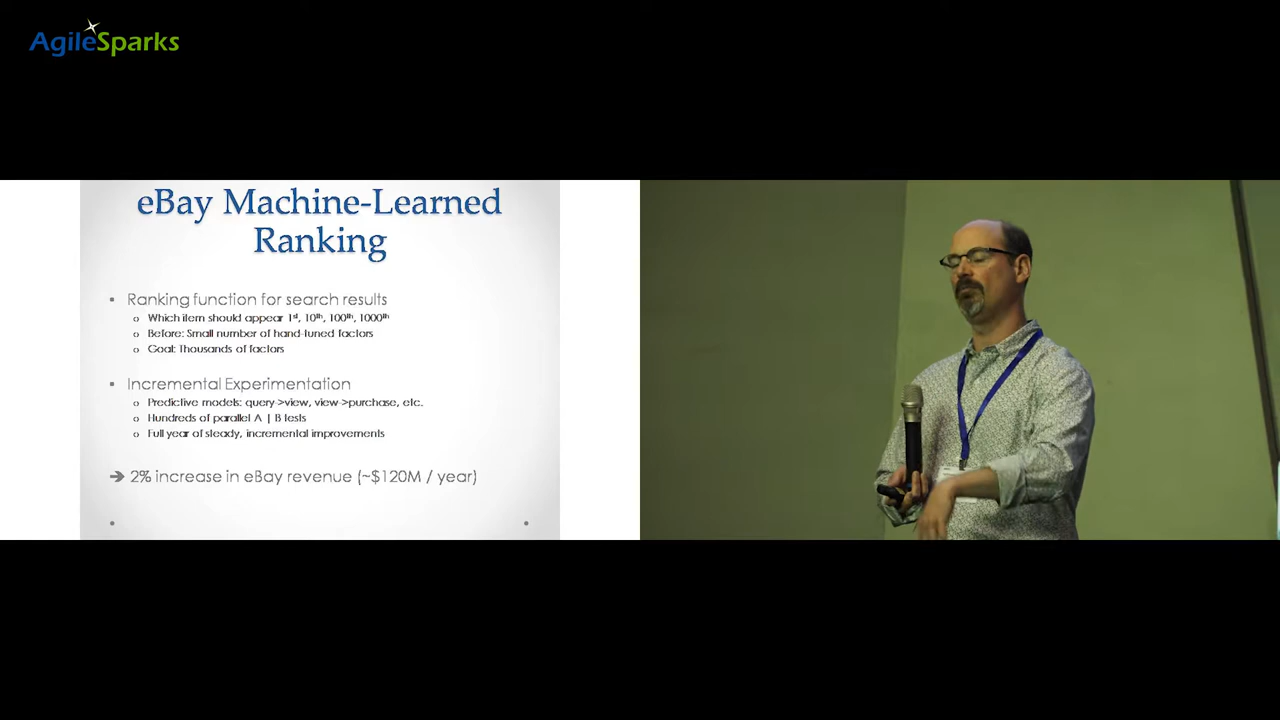 AgileSparks
eBay Machine-Learned
Ranking
▪ Ranking function for search results
o Which item should appear 1st, 10th, 100th, 1000th
o Before: Small number of hand-tuned factors
o Goal: Thousands of factors
▪ Incremental Experimentation
o Predictive models: query->view, view->purchase, etc.
o Hundreds of parallel A | B tests
o Full year of steady, incremental improvements
➔ 2% increase in eBay revenue (~$120M / year)